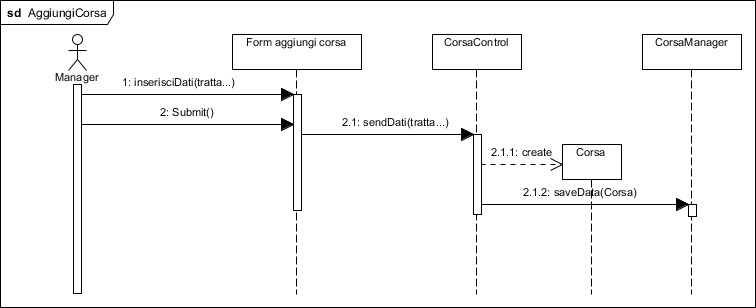 sd AggiungiCorsa
Form aggiungi corsa
CorsaControl
CorsaManager
Manager
1: inserisciDati(tratta...)
2: Submit()
2.1: sendDati(tratta...)
2.1.1: create
Corsa
2.1.2: saveData(Corsa)